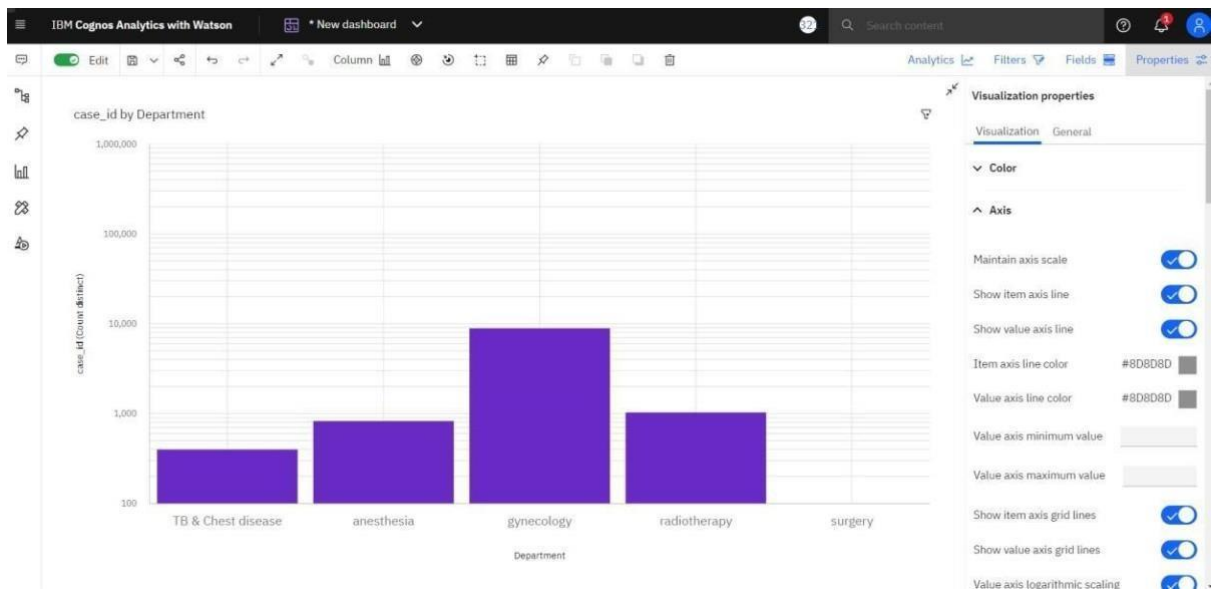 IBM Cognos Analytics with Watson
* New dashboard
Search content
1
Edit
Column
Analytics
Filters
Fields
Properties
case_id by Department
1,000,000
100,000
10,000
1,000
100
case_id (Count distinct)
TB & Chest disease
anesthesia
gynecology
radiotherapy
surgery
Department
Visualization properties
Visualization
General
Color
Axis
Maintain axis scale
Show item axis line
Show value axis line
Item axis line color #8D8D8D
Value axis line color #8D8D8D
Value axis minimum value
Value axis maximum value
Show item axis grid lines
Show value axis grid lines
Value axis logarithmic scaling